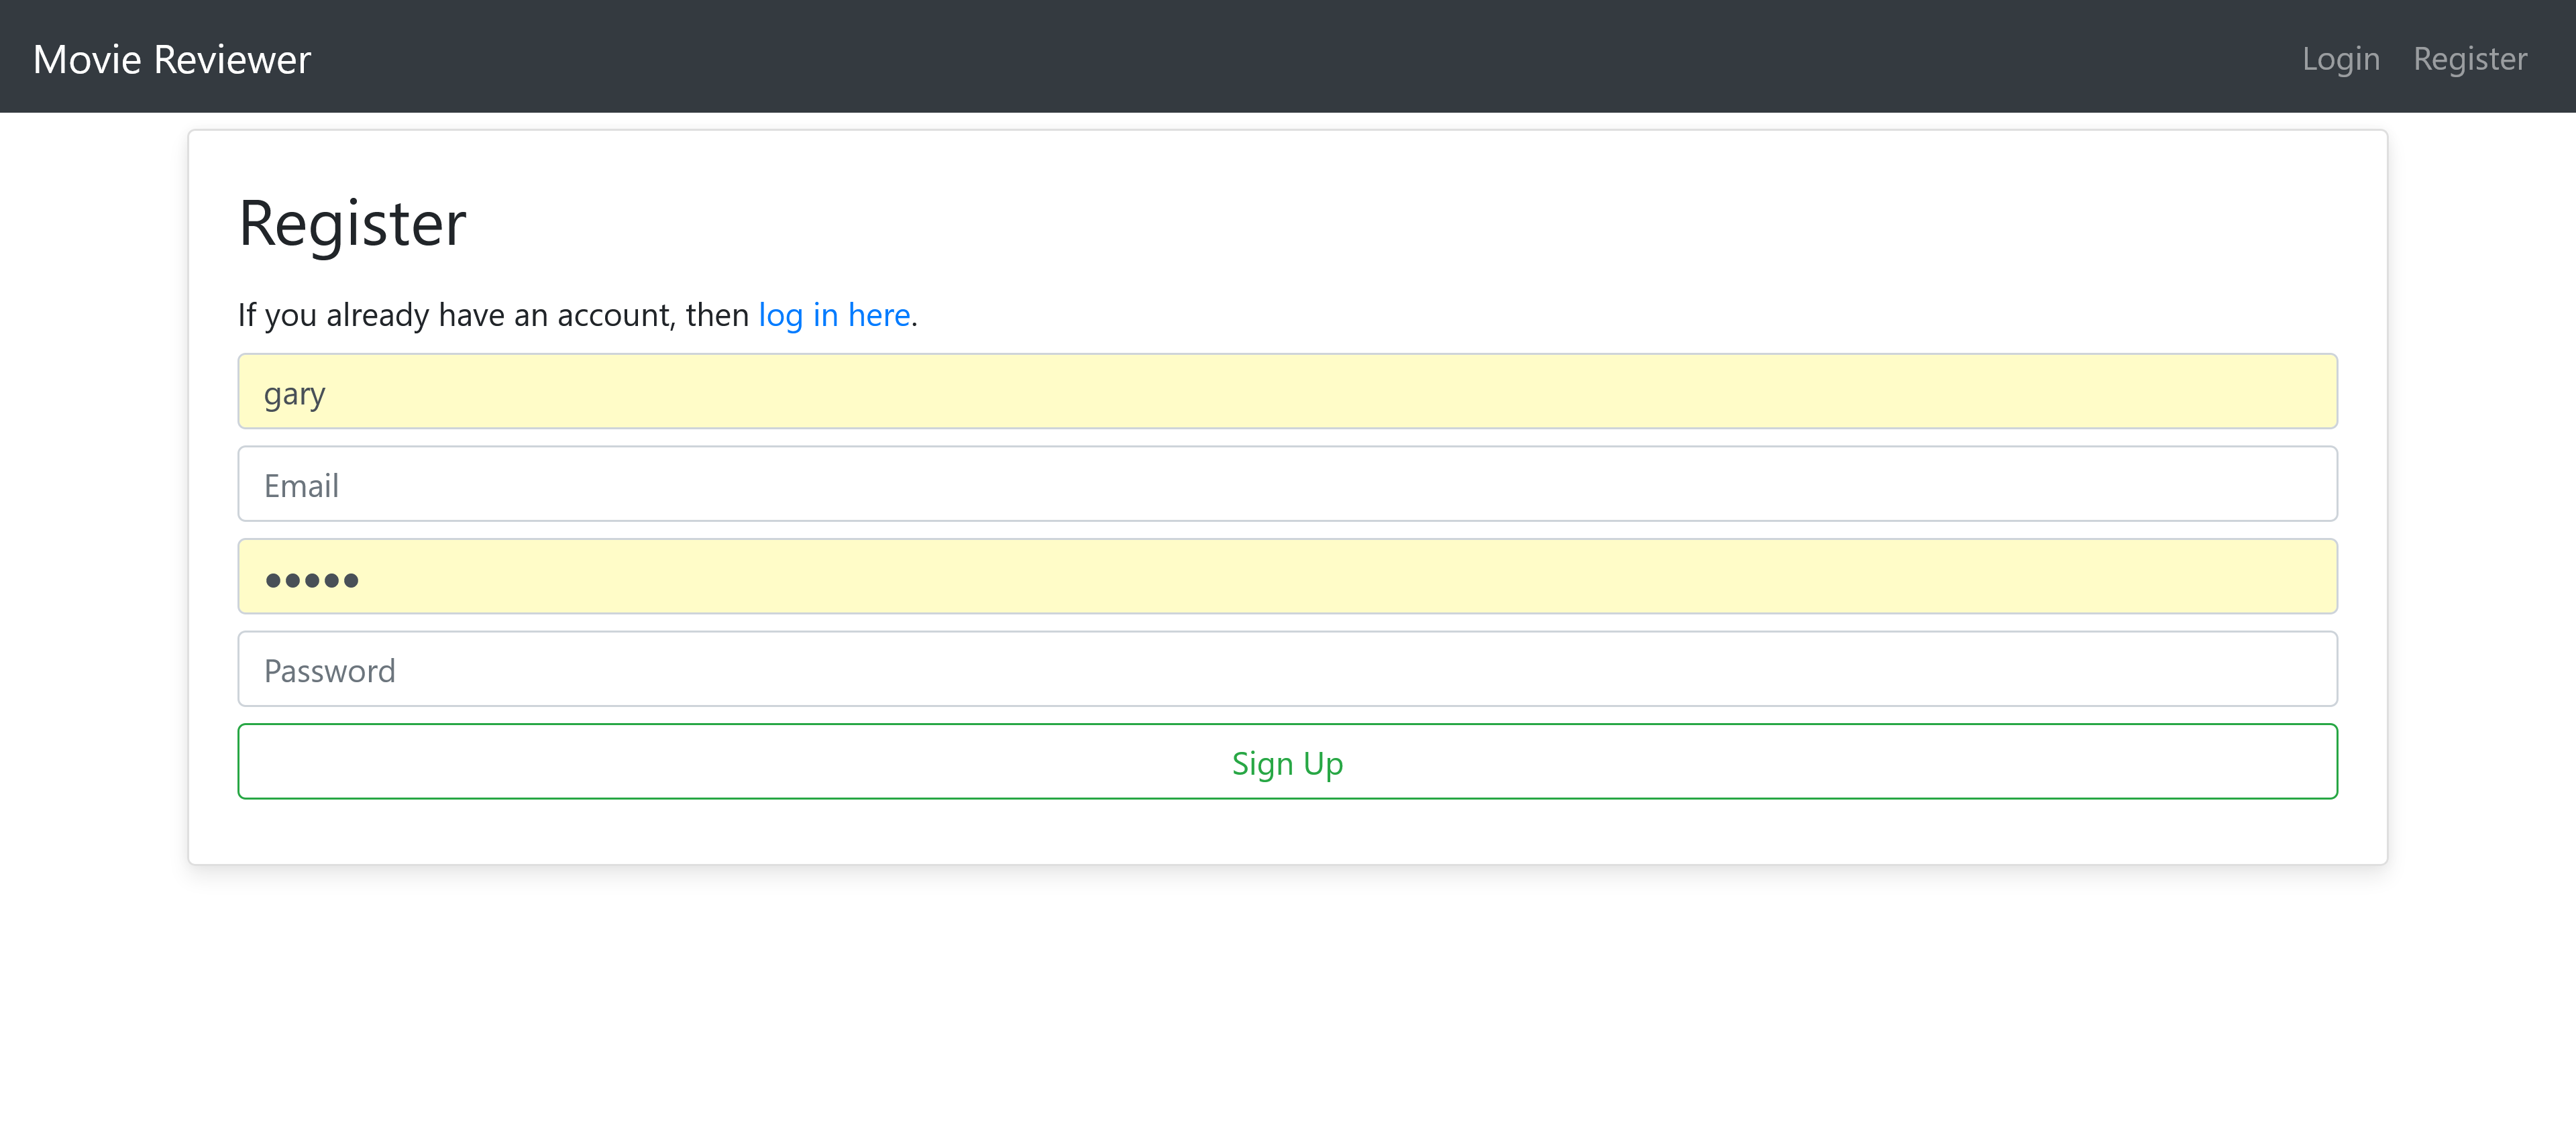 Movie Reviewer Login Register
Register
If you already have an account, then log in here.
gary
Email
•••••
Password
Sign Up